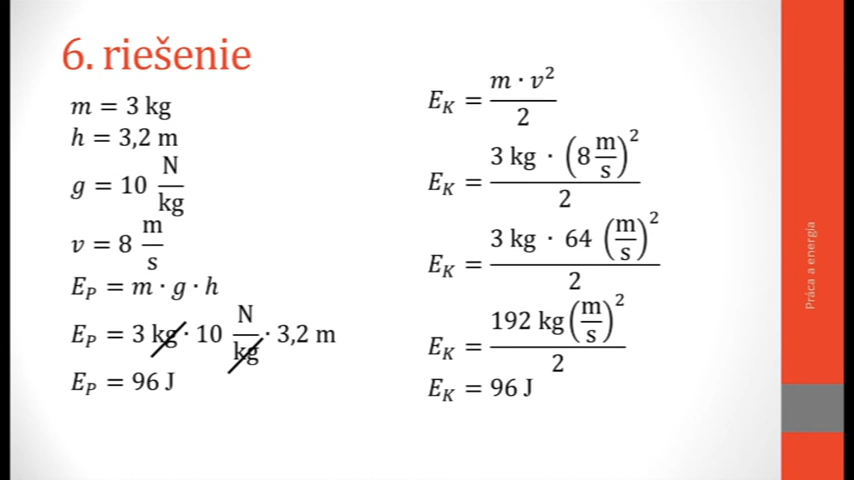 6. riešenie
m = 3 kg
h = 3,2 m
g = 10 N/kg
v = 8 m/s
E_P = m · g · h
E_P = 3 kg · 10 N/kg · 3,2 m
E_P = 96 J
E_K = (m · v²)/2
E_K = (3 kg · (8 m/s)²)/2
E_K = (3 kg · 64 (m/s)²)/2
E_K = (192 kg(m/s)²)/2
E_K = 96 J
Práca a energia